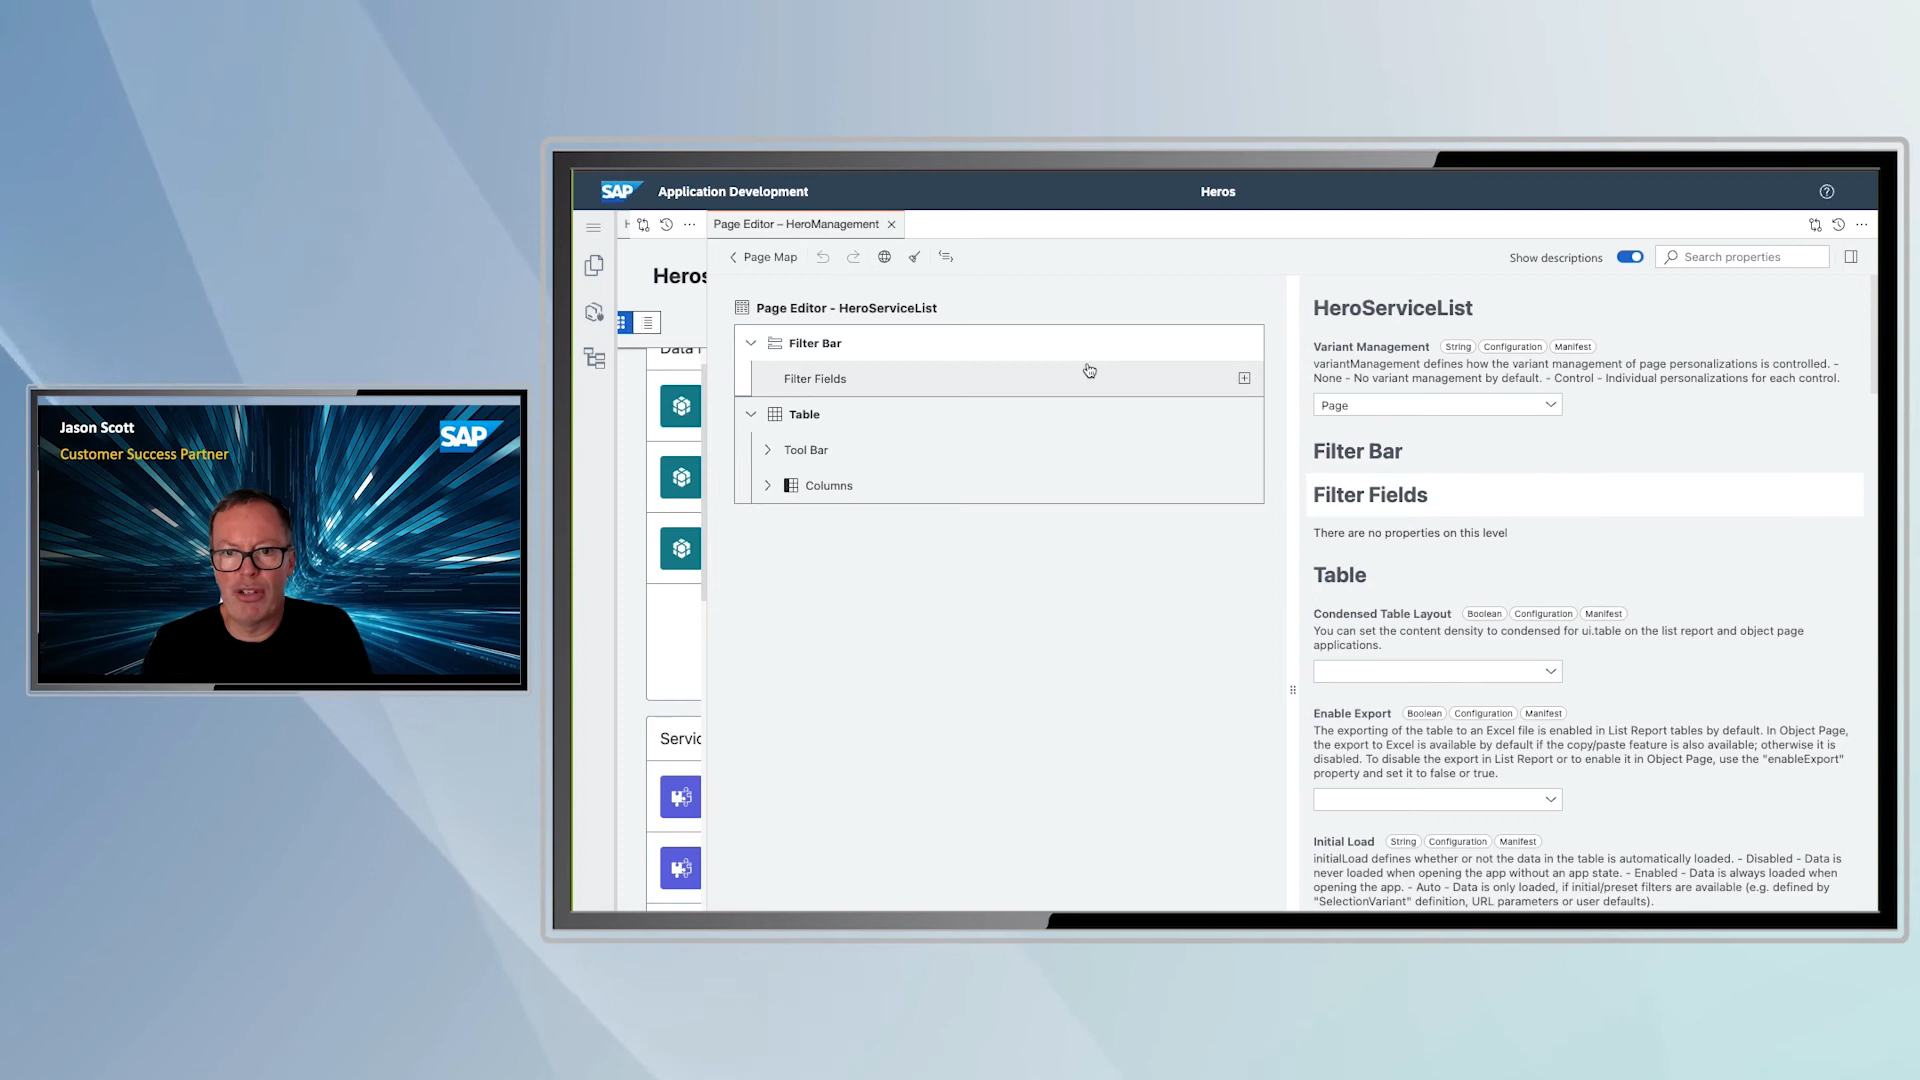 Jason Scott
Customer Success Partner
SAP
SAP
Application Development
Heros
H
Page Editor – HeroManagement
Page Map
Show descriptions
Search properties
Heros
Data
Servic
Page Editor - HeroServiceList
Filter Bar
Filter Fields
Table
Tool Bar
Columns
HeroServiceList
Variant Management String Configuration Manifest
variantManagement defines how the variant management of page personalizations is controlled. -
None - No variant management by default. - Control - Individual personalizations for each control.
Page
Filter Bar
Filter Fields
There are no properties on this level
Table
Condensed Table Layout Boolean Configuration Manifest
You can set the content density to condensed for ui.table on the list report and object page
applications.
Enable Export Boolean Configuration Manifest
The exporting of the table to an Excel file is enabled in List Report tables by default. In Object Page,
the export to Excel is available by default if the copy/paste feature is also available; otherwise it is
disabled. To disable the export in List Report or to enable it in Object Page, use the "enableExport"
property and set it to false or true.
Initial Load String Configuration Manifest
initialLoad defines whether or not the data in the table is automatically loaded. - Disabled - Data is
never loaded when opening the app without an app state. - Enabled - Data is always loaded when
opening the app. - Auto - Data is only loaded, if initial/preset filters are available (e.g. defined by
"SelectionVariant" definition, URL parameters or user defaults).